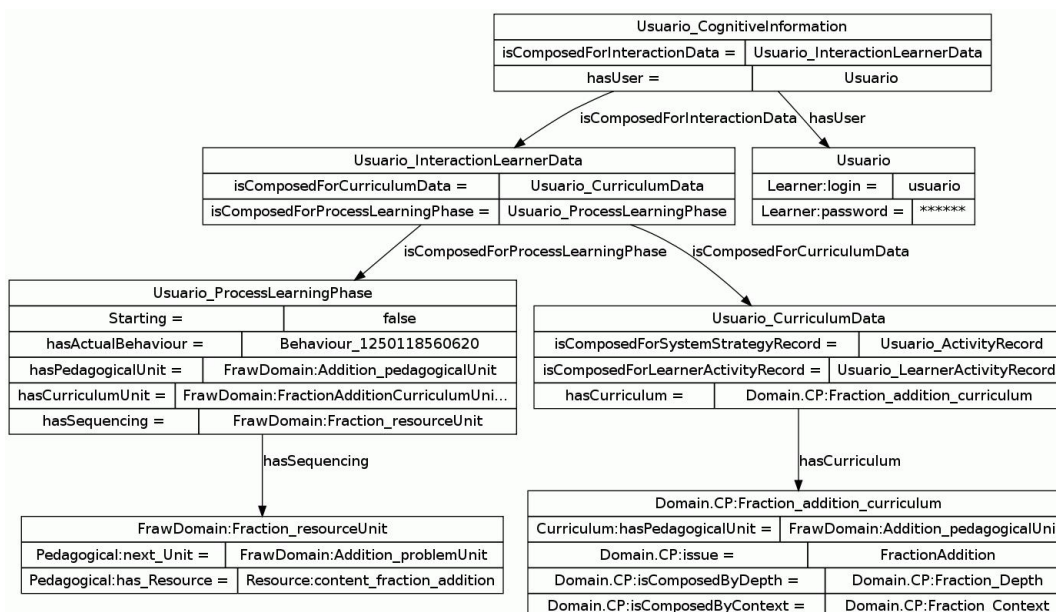 Usuario_CognitiveInformation
isComposedForInteractionData = Usuario_InteractionLearnerData
hasUser = Usuario
isComposedForInteractionData
hasUser
Usuario_InteractionLearnerData
isComposedForCurriculumData = Usuario_CurriculumData
isComposedForProcessLearningPhase = Usuario_ProcessLearningPhase
Usuario
Learner:login = usuario
Learner:password = ******
isComposedForProcessLearningPhase
isComposedForCurriculumData
Usuario_ProcessLearningPhase
Starting = false
hasActualBehaviour = Behaviour_1250118560620
hasPedagogicalUnit = FrawDomain:Addition_pedagogicalUnit
hasCurriculumUnit = FrawDomain:FractionAdditionCurriculumUni...
hasSequencing = FrawDomain:Fraction_resourceUnit
Usuario_CurriculumData
isComposedForSystemStrategyRecord = Usuario_ActivityRecord
isComposedForLearnerActivityRecord = Usuario_LearnerActivityRecord
hasCurriculum = Domain.CP:Fraction_addition_curriculum
hasSequencing
hasCurriculum
FrawDomain:Fraction_resourceUnit
Pedagogical:next_Unit = FrawDomain:Addition_problemUnit
Pedagogical:has_Resource = Resource:content_fraction_addition
Domain.CP:Fraction_addition_curriculum
Curriculum:hasPedagogicalUnit = FrawDomain:Addition_pedagogicalUni
Domain.CP:issue = FractionAddition
Domain.CP:isComposedByDepth = Domain.CP:Fraction_Depth
Domain.CP:isComposedByContext = Domain.CP:Fraction_Context